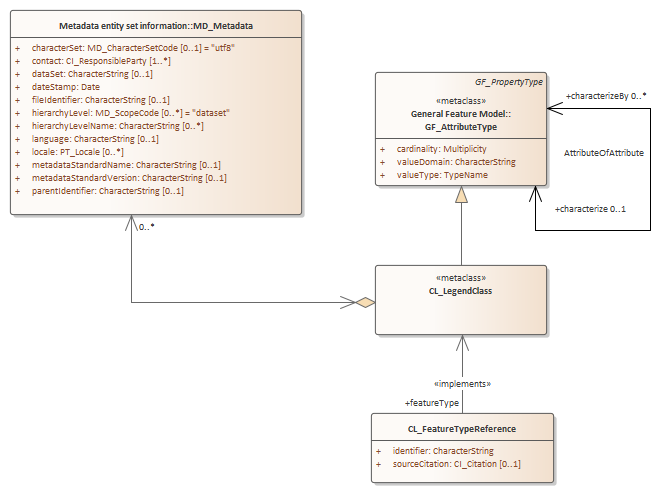 Metadata entity set information::MD_Metadata
+ characterSet: MD_CharacterSetCode [0..1] = "utf8"
+ contact: CI_ResponsibleParty [1..*]
+ dataSet: CharacterString [0..1]
+ dateStamp: Date
+ fileIdentifier: CharacterString [0..1]
+ hierarchyLevel: MD_ScopeCode [0..*] = "dataset"
+ hierarchyLevelName: CharacterString [0..*]
+ language: CharacterString [0..1]
+ locale: PT_Locale [0..*]
+ metadataStandardName: CharacterString [0..1]
+ metadataStandardVersion: CharacterString [0..1]
+ parentIdentifier: CharacterString [0..1]
0..*
GF_PropertyType
«metaclass»
General Feature Model::
GF_AttributeType
+ cardinality: Multiplicity
+ valueDomain: CharacterString
+ valueType: TypeName
+characterizeBy 0..*
AttributeOfAttribute
+characterize 0..1
«metaclass»
CL_LegendClass
«implements»
+featureType
CL_FeatureTypeReference
+ identifier: CharacterString
+ sourceCitation: CI_Citation [0..1]